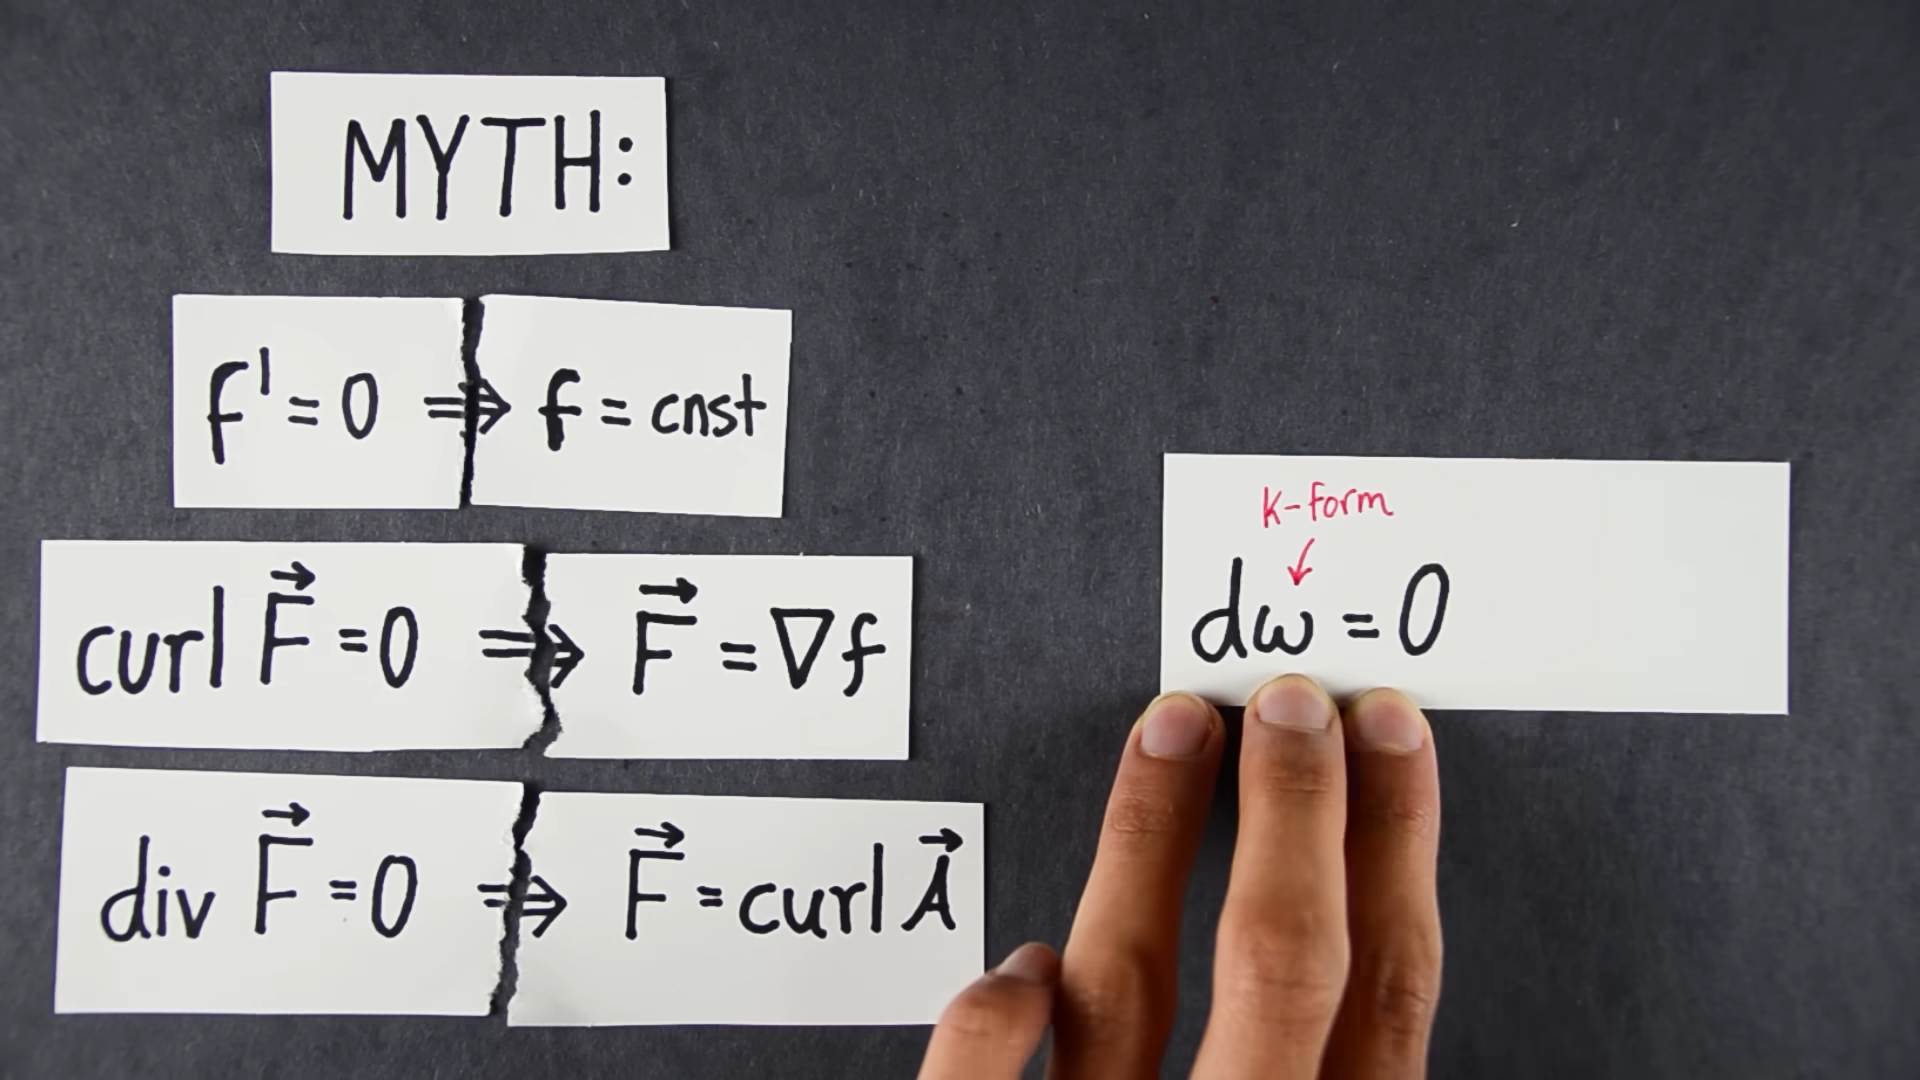 MYTH:
f' = 0 ⇒ f = cnst
curl F⃗ = 0 ⇒ F⃗ = ∇f
div F⃗ = 0 ⇒ F⃗ = curl A⃗
k-form
↓
dω = 0